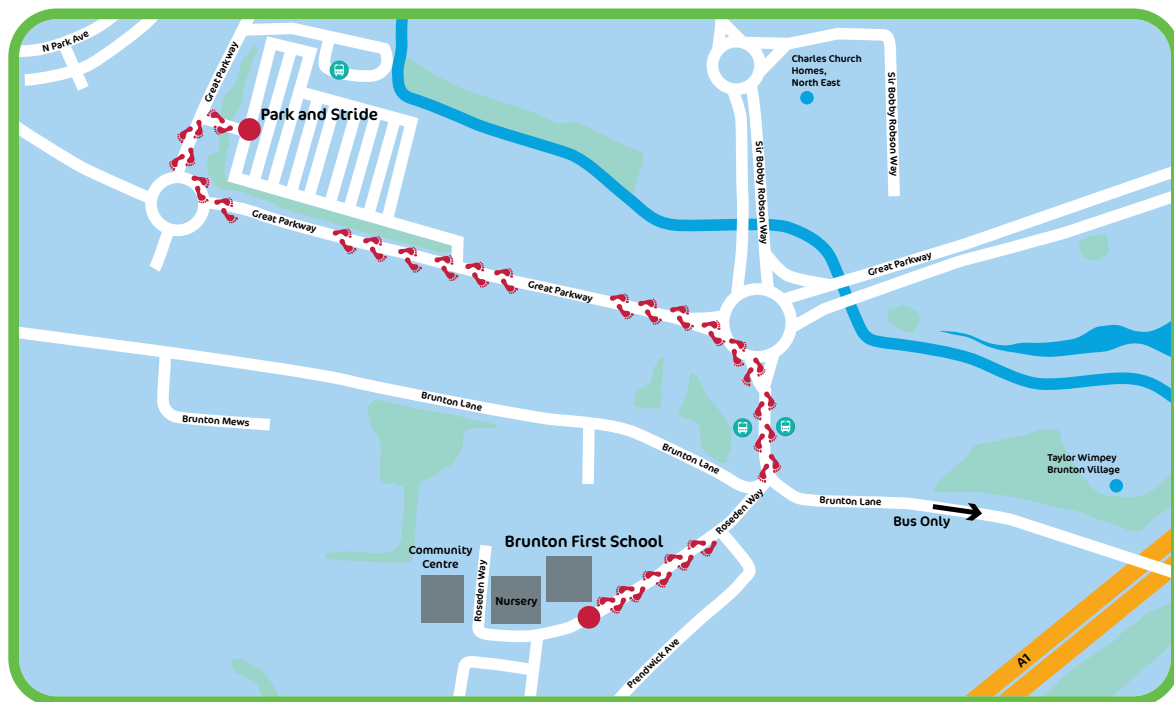 N Park Ave
Great Parkway
Park and Stride
Charles Church
Homes,
North East
Sir Bobby Robson Way
Sir Bobby Robson Way
Great Parkway
Great Parkway
Great Parkway
Brunton Lane
Brunton Mews
Brunton Lane
Taylor Wimpey
Brunton Village
Brunton Lane
Bus Only
Roseden Way
Brunton First School
Community
Centre
Roseden Way
Nursery
Prendwick Ave
A1